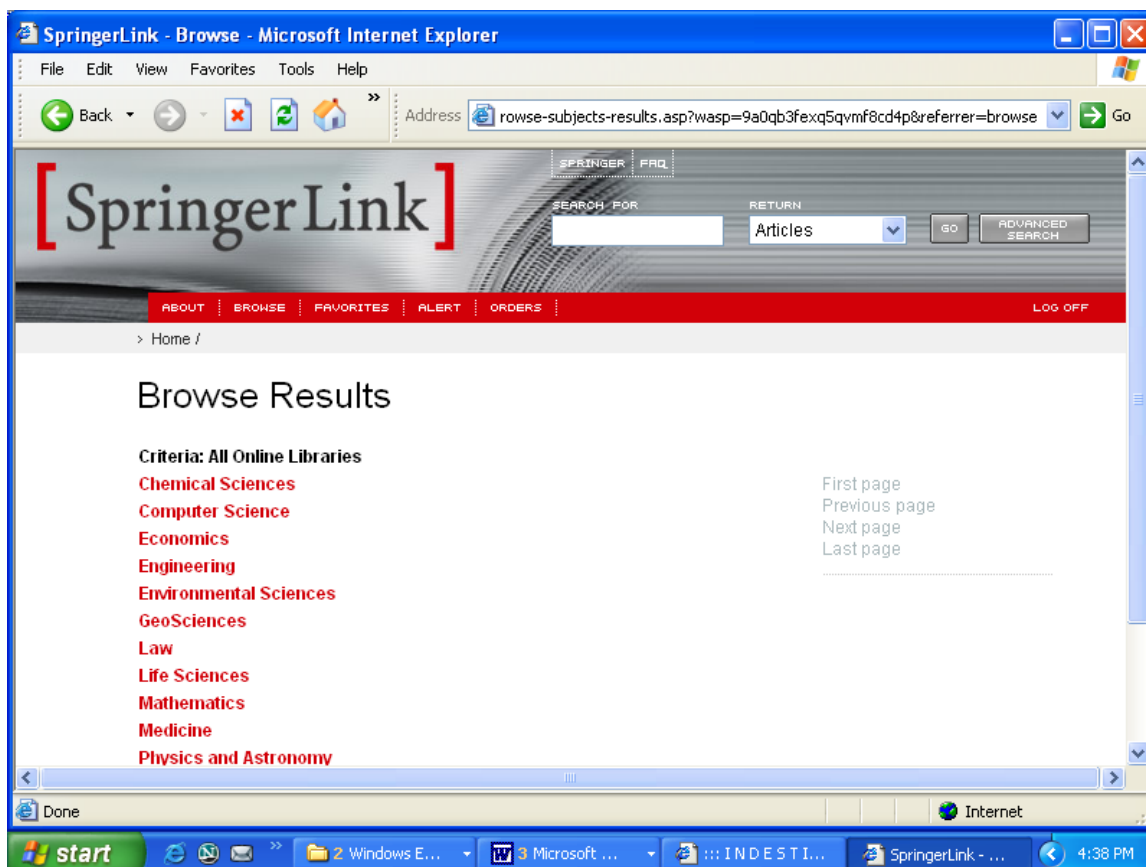 SpringerLink - Browse - Microsoft Internet Explorer
File Edit View Favorites Tools Help
Back » Address rowse-subjects-results.asp?wasp=9a0qb3fexq5qvmf8cd4p&referrer=browse Go
SPRINGER FAQ
[SpringerLink]
SEARCH FOR RETURN
Articles GO ADVANCED SEARCH
ABOUT BROWSE FAVORITES ALERT ORDERS LOG OFF
> Home /
Browse Results
Criteria: All Online Libraries
Chemical Sciences
Computer Science
Economics
Engineering
Environmental Sciences
GeoSciences
Law
Life Sciences
Mathematics
Medicine
Physics and Astronomy
First page
Previous page
Next page
Last page
Done Internet
start » 2 Windows E... 3 Microsoft ... ::: I N D E S T I... SpringerLink - ... 4:38 PM